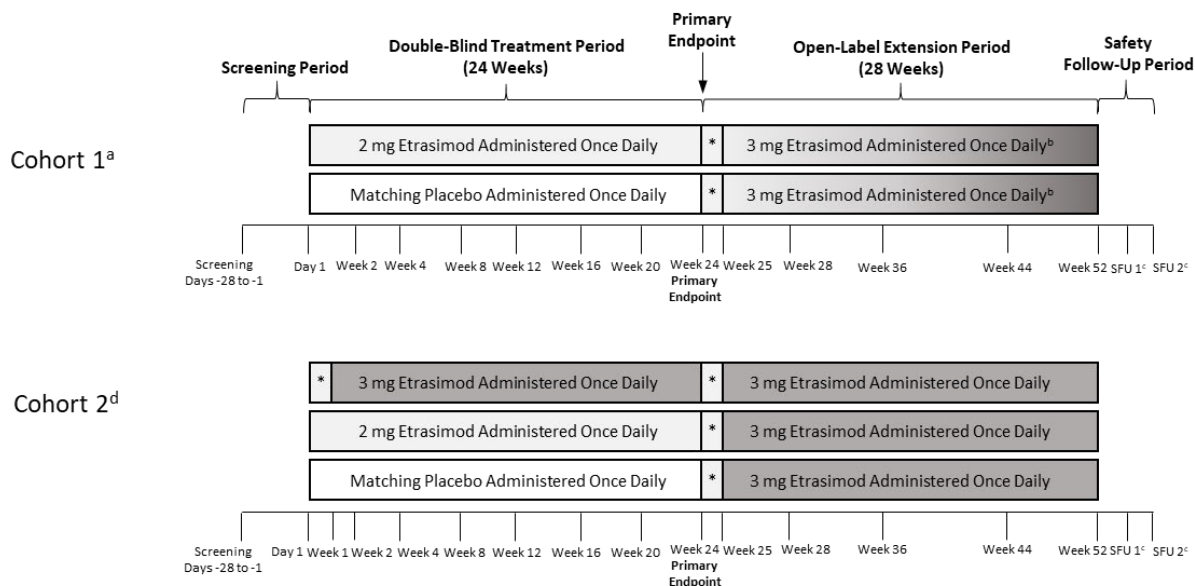 Primary
Endpoint
Double-Blind Treatment Period
(24 Weeks)
Open-Label Extension Period
(28 Weeks)
Safety
Follow-Up Period
Screening Period
Cohort 1a
2 mg Etrasimod Administered Once Daily
*
3 mg Etrasimod Administered Once Dailyb
Matching Placebo Administered Once Daily
*
3 mg Etrasimod Administered Once Dailyb
Screening
Days -28 to -1
Day 1
Week 2
Week 4
Week 8
Week 12
Week 16
Week 20
Week 24
Primary
Endpoint
Week 25
Week 28
Week 36
Week 44
Week 52
SFU 1c
SFU 2c
Cohort 2d
*
3 mg Etrasimod Administered Once Daily
*
3 mg Etrasimod Administered Once Daily
2 mg Etrasimod Administered Once Daily
*
3 mg Etrasimod Administered Once Daily
Matching Placebo Administered Once Daily
*
3 mg Etrasimod Administered Once Daily
Screening
Days -28 to -1
Day 1
Week 1
Week 2
Week 4
Week 8
Week 12
Week 16
Week 20
Week 24
Primary
Endpoint
Week 25
Week 28
Week 36
Week 44
Week 52
SFU 1c
SFU 2c